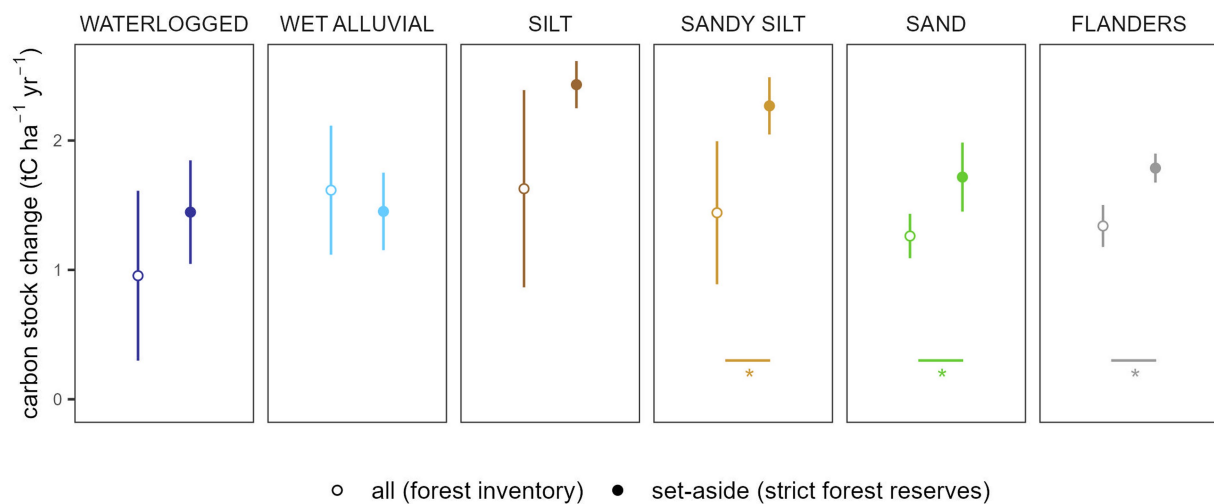 WATERLOGGED
WET ALLUVIAL
SILT
SANDY SILT
SAND
FLANDERS
carbon stock change (tC ha⁻¹ yr⁻¹)
2
1
0
*
*
*
all (forest inventory)
set-aside (strict forest reserves)